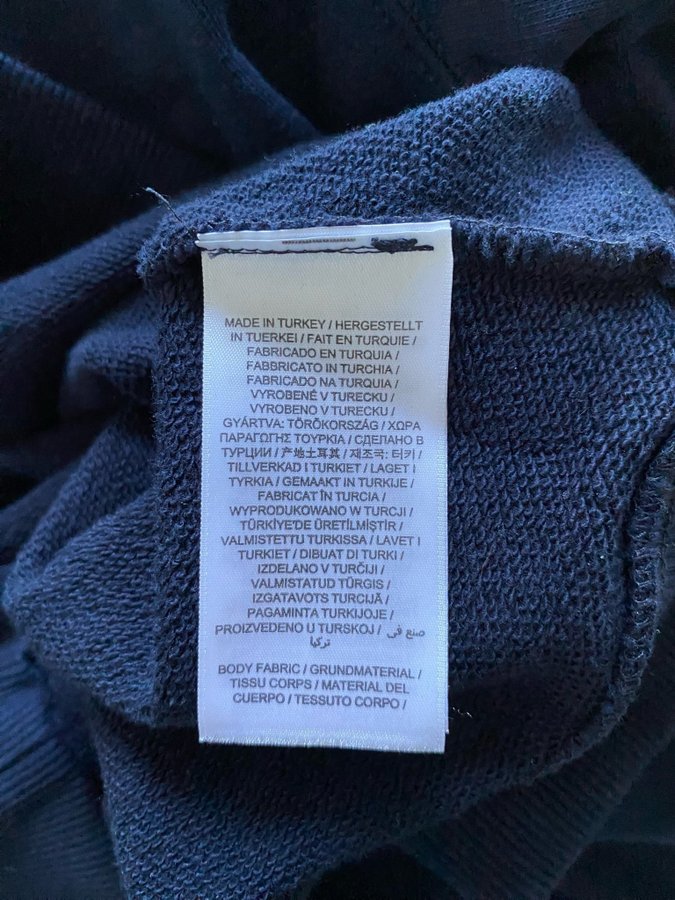 MADE IN TURKEY / HERGESTELLT
IN TUERKEI / FAIT EN TURQUIE /
FABRICADO EN TURQUIA /
FABBRICATO IN TURCHIA /
FABRICADO NA TURQUIA /
VYROBENÉ V TURECKU /
VYROBENO V TURECKU /
GYÁRTVA: TÖRÖKORSZÁG / ΧΩΡΑ
ΠΑΡΑΓΩΓΗΣ ΤΟΥΡΚΙΑ / СДЕЛАНО В
ТУРЦИИ / 产地土耳其 / 제조국: 터키 /
TILLVERKAD I TURKIET / LAGET I
TYRKIA / GEMAAKT IN TURKIJE /
FABRICAT ÎN TURCIA /
WYPRODUKOWANO W TURCJI /
TÜRKİYE'DE ÜRETİLMİŞTİR /
VALMISTETTU TURKISSA / LAVET I
TURKIET / DIBUAT DI TURKI /
IZDELANO V TURČIJI /
VALMISTATUD TÜRGIS /
IZGATAVOTS TURCIJĀ /
PAGAMINTA TURKIJOJE /
PROIZVEDENO U TURSKOJ / صنع في
تركيا
BODY FABRIC / GRUNDMATERIAL /
TISSU CORPS / MATERIAL DEL
CUERPO / TESSUTO CORPO /